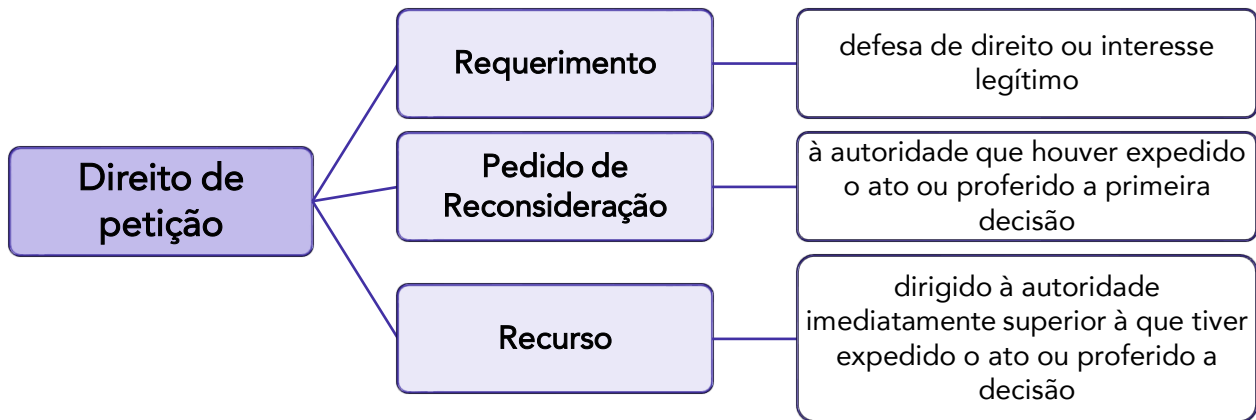 Direito de
petição
Requerimento
defesa de direito ou interesse
legítimo
Pedido de
Reconsideração
à autoridade que houver expedido
o ato ou proferido a primeira
decisão
Recurso
dirigido à autoridade
imediatamente superior à que tiver
expedido o ato ou proferido a
decisão